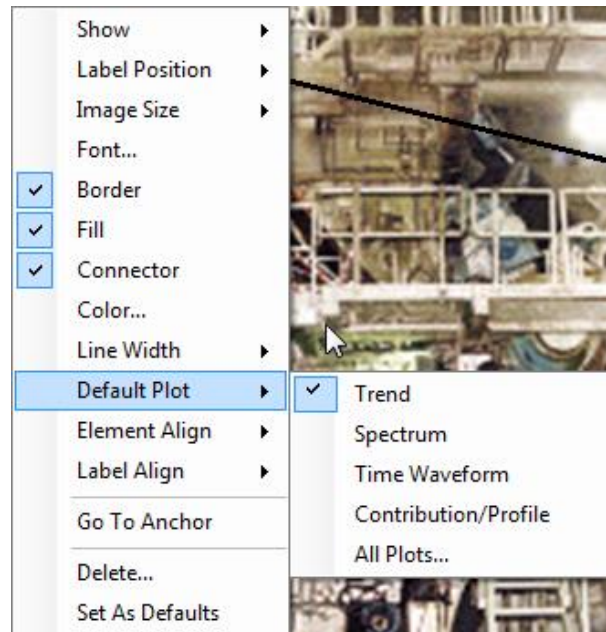 Show
Label Position
Image Size
Font...
Border
Fill
Connector
Color...
Line Width
Default Plot
Element Align
Label Align
Go To Anchor
Delete...
Set As Defaults
Trend
Spectrum
Time Waveform
Contribution/Profile
All Plots...